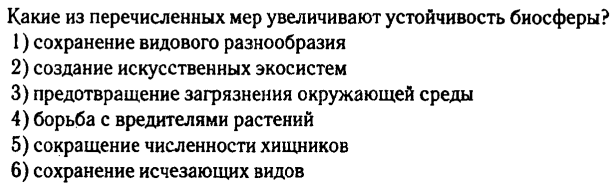 Какие из перечисленных мер увеличивают устойчивость биосферы?
1) сохранение видового разнообразия
2) создание искусственных экосистем
3) предотвращение загрязнения окружающей среды
4) борьба с вредителями растений
5) сокращение численности хищников
6) сохранение исчезающих видов